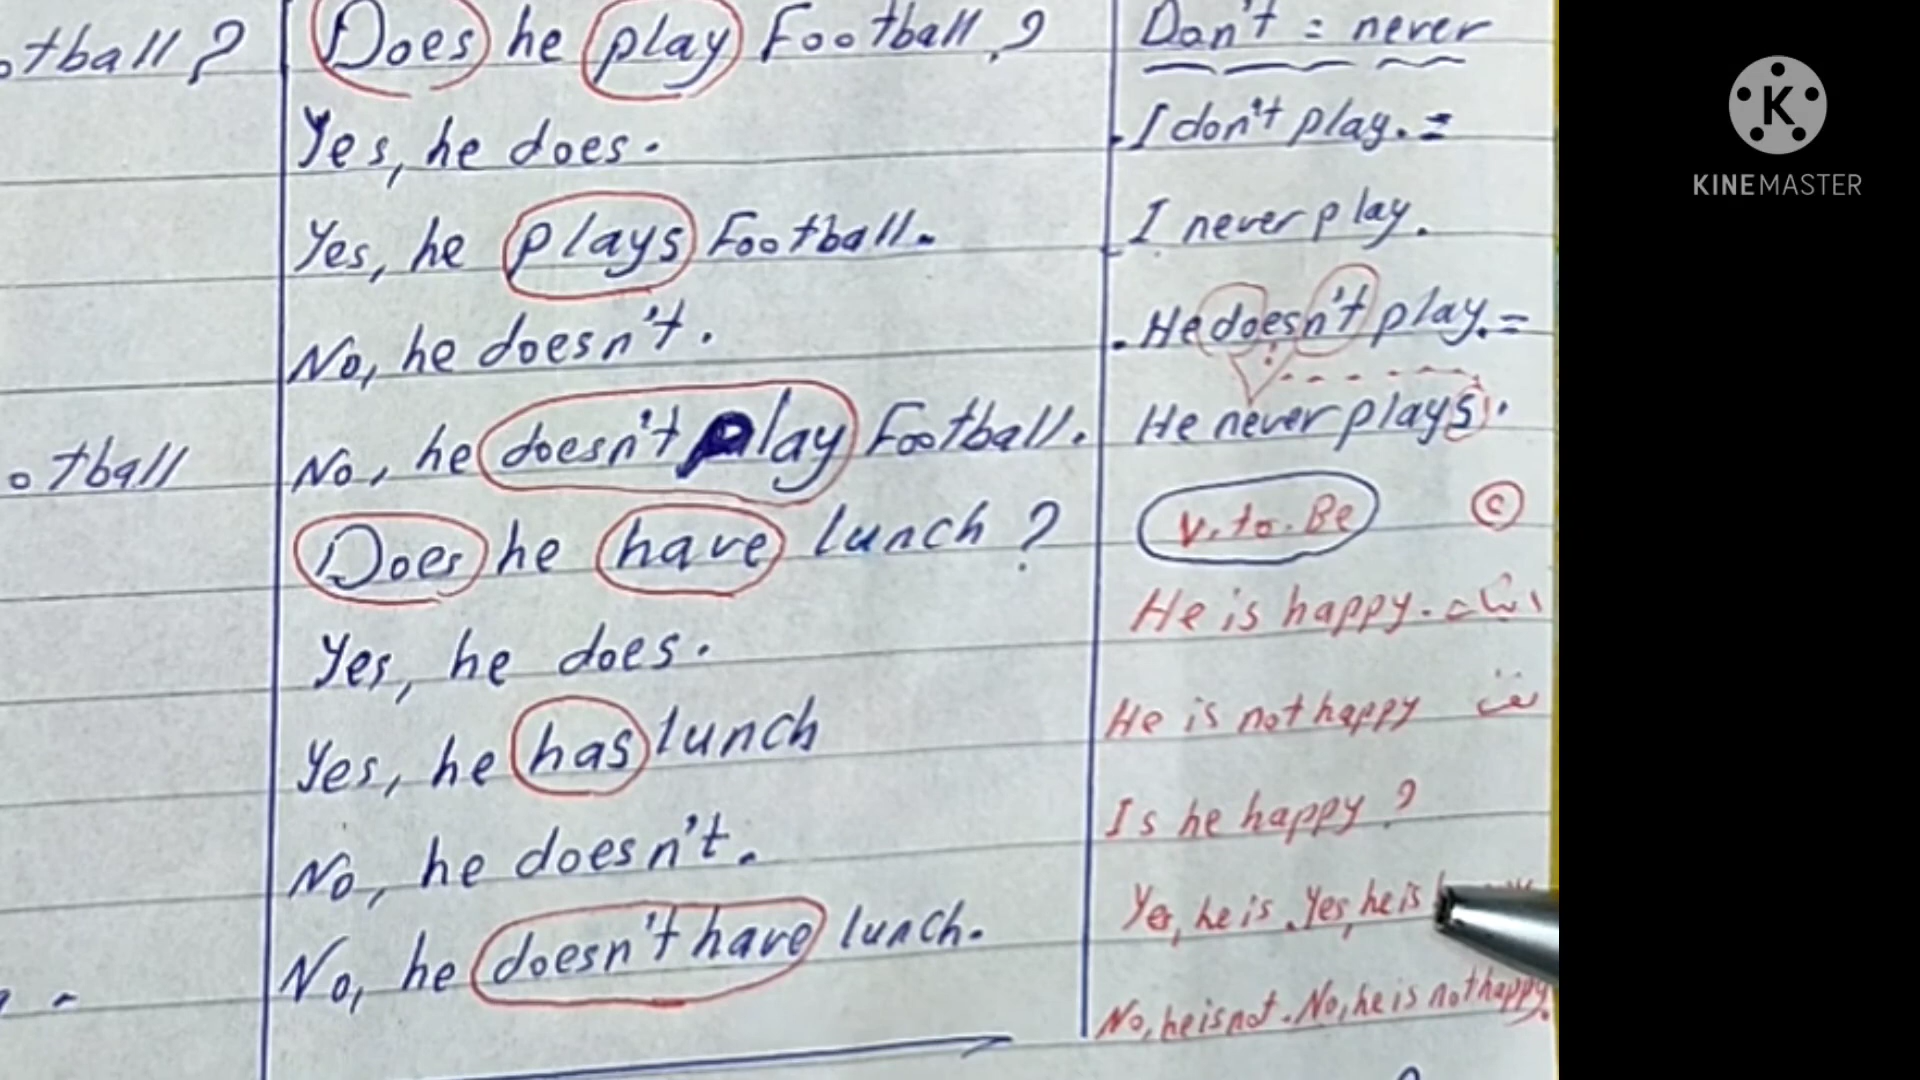 otball?
otball
Does he play Football?
Yes, he does.
Yes, he plays Football.
No, he doesn't.
No, he doesn't play Football.
Does he have lunch?
Yes, he does.
Yes, he has lunch
No, he doesn't.
No, he doesn't have lunch.
Don't = never
.I don't play. =
I never play.
.He doesn't play. =
He never plays.
V. to. Be
He is happy. اثبات
He is not happy نفي
Is he happy?
Yes, he is. Yes, he is
No, he is not. No, he is not happy.
K
KINEMASTER